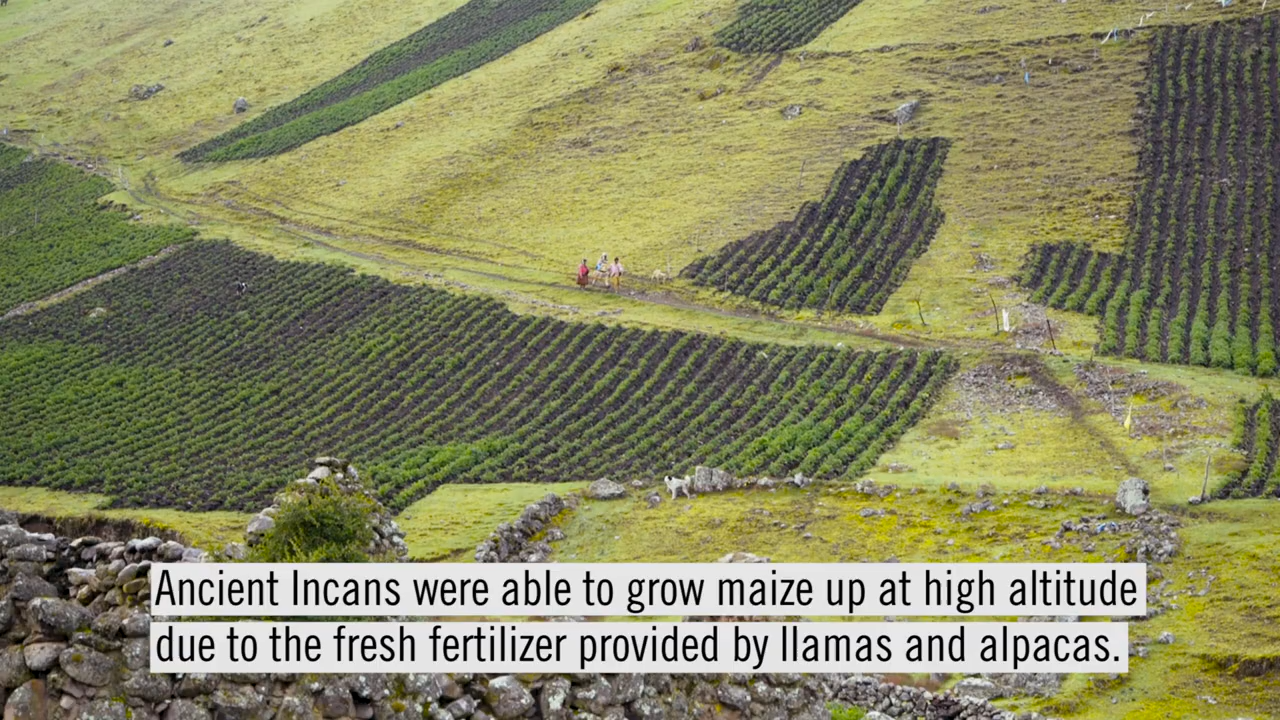 Ancient Incans were able to grow maize up at high altitude
due to the fresh fertilizer provided by llamas and alpacas.